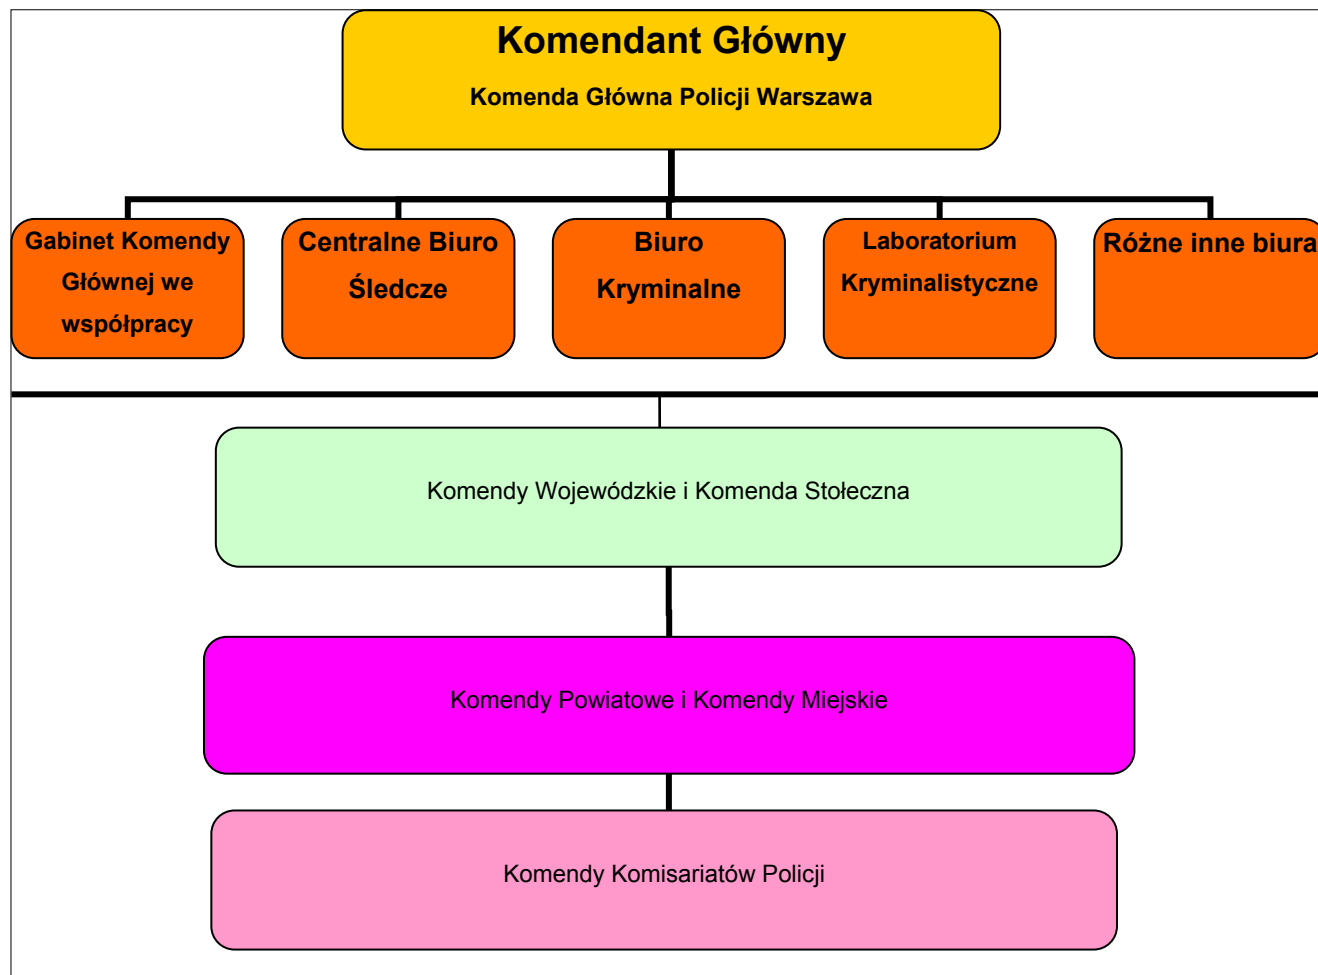 Komendant Główny
Komenda Główna Policji Warszawa
Gabinet Komendy
Głównej we
współpracy
Centralne Biuro
Śledcze
Biuro
Kryminalne
Laboratorium
Kryminalistyczne
Różne inne biura
Komendy Wojewódzkie i Komenda Stołeczna
Komendy Powiatowe i Komendy Miejskie
Komendy Komisariatów Policji